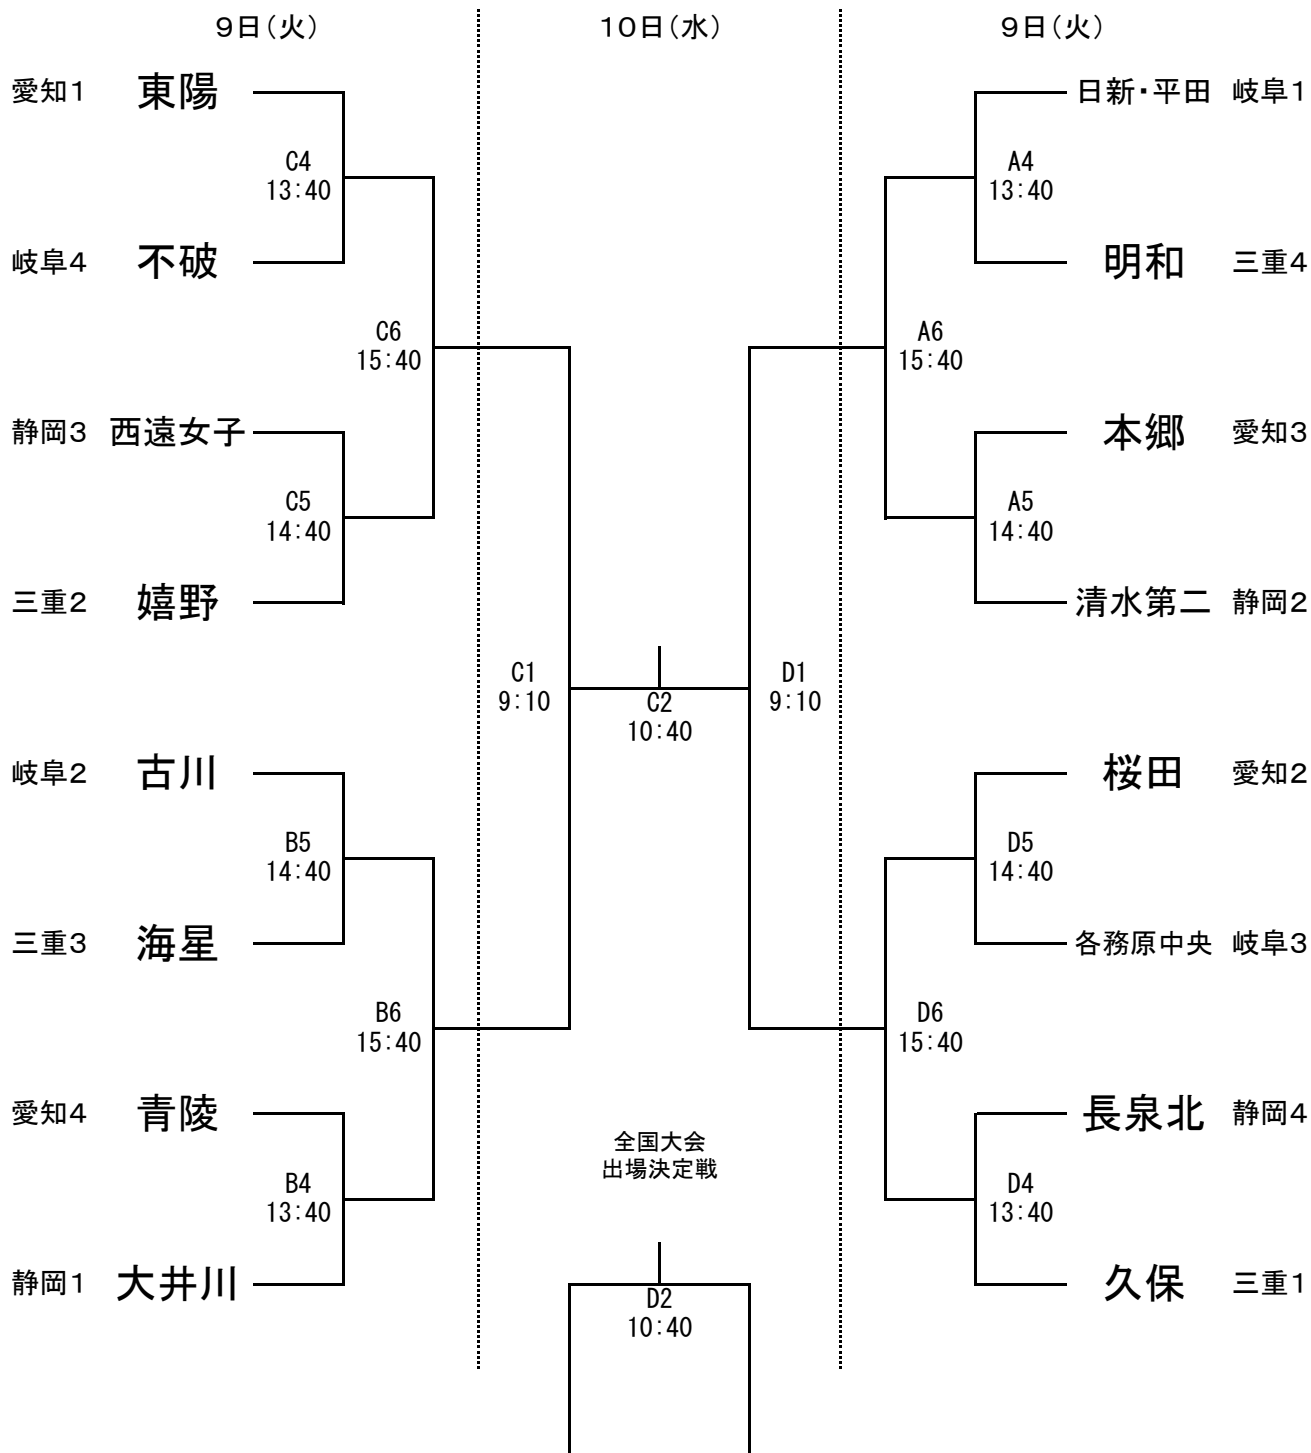 9日(火)
10日(水)
9日(火)
愛知1 東陽
日新・平田 岐阜1
C4
13:40
A4
13:40
岐阜4 不破
明和 三重4
C6
15:40
A6
15:40
静岡3 西遠女子
本郷 愛知3
C5
14:40
A5
14:40
三重2 嬉野
清水第二 静岡2
C1
9:10
C2
10:40
D1
9:10
岐阜2 古川
桜田 愛知2
B5
14:40
D5
14:40
三重3 海星
各務原中央 岐阜3
B6
15:40
D6
15:40
愛知4 青陵
長泉北 静岡4
全国大会
出場決定戦
B4
13:40
D4
13:40
静岡1 大井川
久保 三重1
D2
10:40